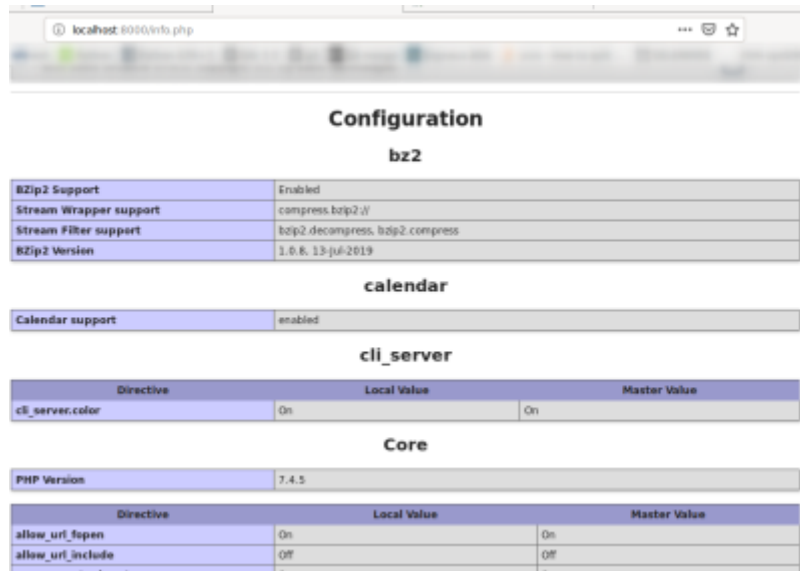 localhost:8000/info.php
Configuration
bz2
BZip2 Support Enabled
Stream Wrapper support compress.bzip2://
Stream Filter support bzip2.decompress, bzip2.compress
BZip2 Version 1.0.8, 13-Jul-2019
calendar
Calendar support enabled
cli_server
Directive Local Value Master Value
cli_server.color On On
Core
PHP Version 7.4.5
Directive Local Value Master Value
allow_url_fopen On On
allow_url_include Off Off